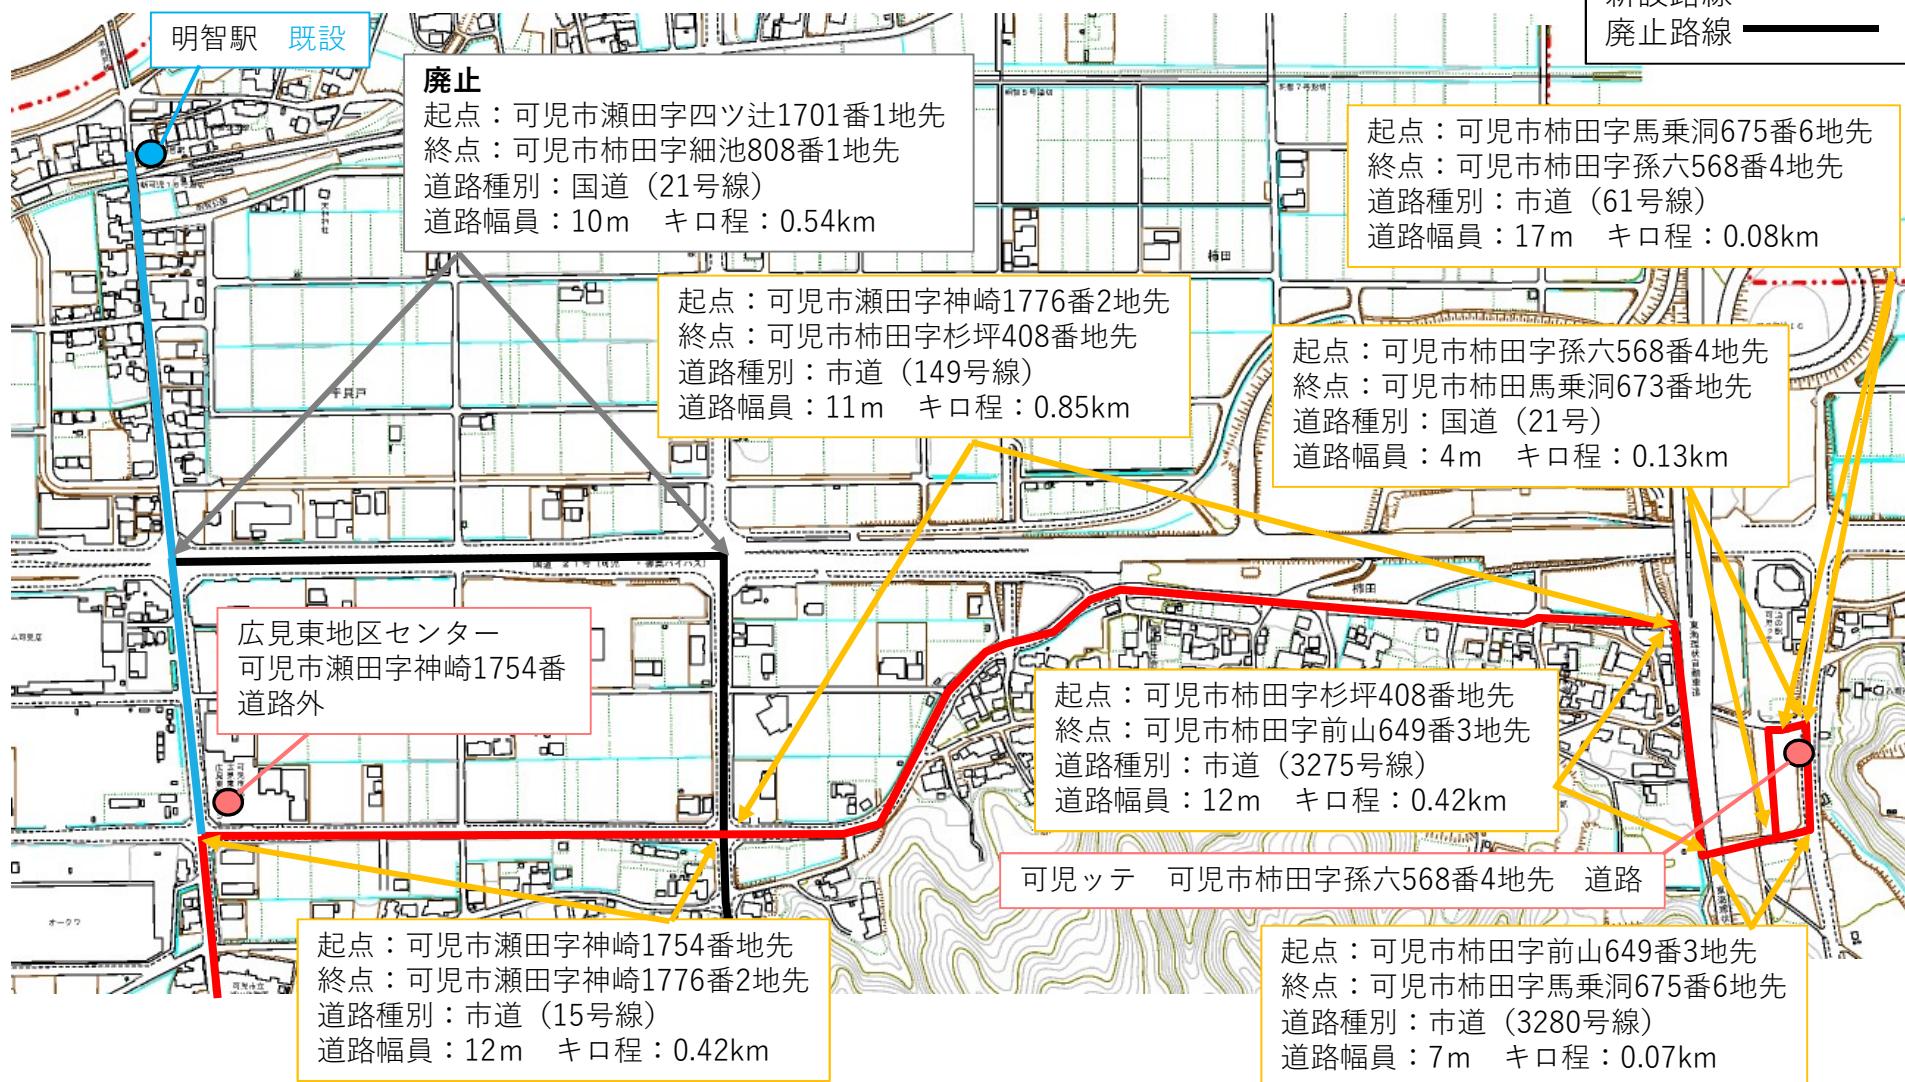 廃止路線
明智駅 既設
廃止
起点：可児市瀬田字四ツ辻1701番1地先
終点：可児市柿田字細池808番1地先
道路種別：国道（21号線）
道路幅員：10m キロ程：0.54km
起点：可児市柿田字馬乗洞675番6地先
終点：可児市柿田字孫六568番4地先
道路種別：市道（61号線）
道路幅員：17m キロ程：0.08km
柿田
起点：可児市瀬田字神崎1776番2地先
終点：可児市柿田字杉坪408番地先
道路種別：市道（149号線）
道路幅員：11m キロ程：0.85km
起点：可児市柿田字孫六568番4地先
終点：可児市柿田馬乗洞673番地先
道路種別：国道（21号）
道路幅員：4m キロ程：0.13km
柿田
東海環状自動車道
広見東地区センター
可児市瀬田字神崎1754番
道路外
起点：可児市柿田字杉坪408番地先
終点：可児市柿田字前山649番3地先
道路種別：市道（3275号線）
道路幅員：12m キロ程：0.42km
可児ッテ 可児市柿田字孫六568番4地先 道路
オークワ
起点：可児市瀬田字神崎1754番地先
終点：可児市瀬田字神崎1776番2地先
道路種別：市道（15号線）
道路幅員：12m キロ程：0.42km
起点：可児市柿田字前山649番3地先
終点：可児市柿田字馬乗洞675番6地先
道路種別：市道（3280号線）
道路幅員：7m キロ程：0.07km